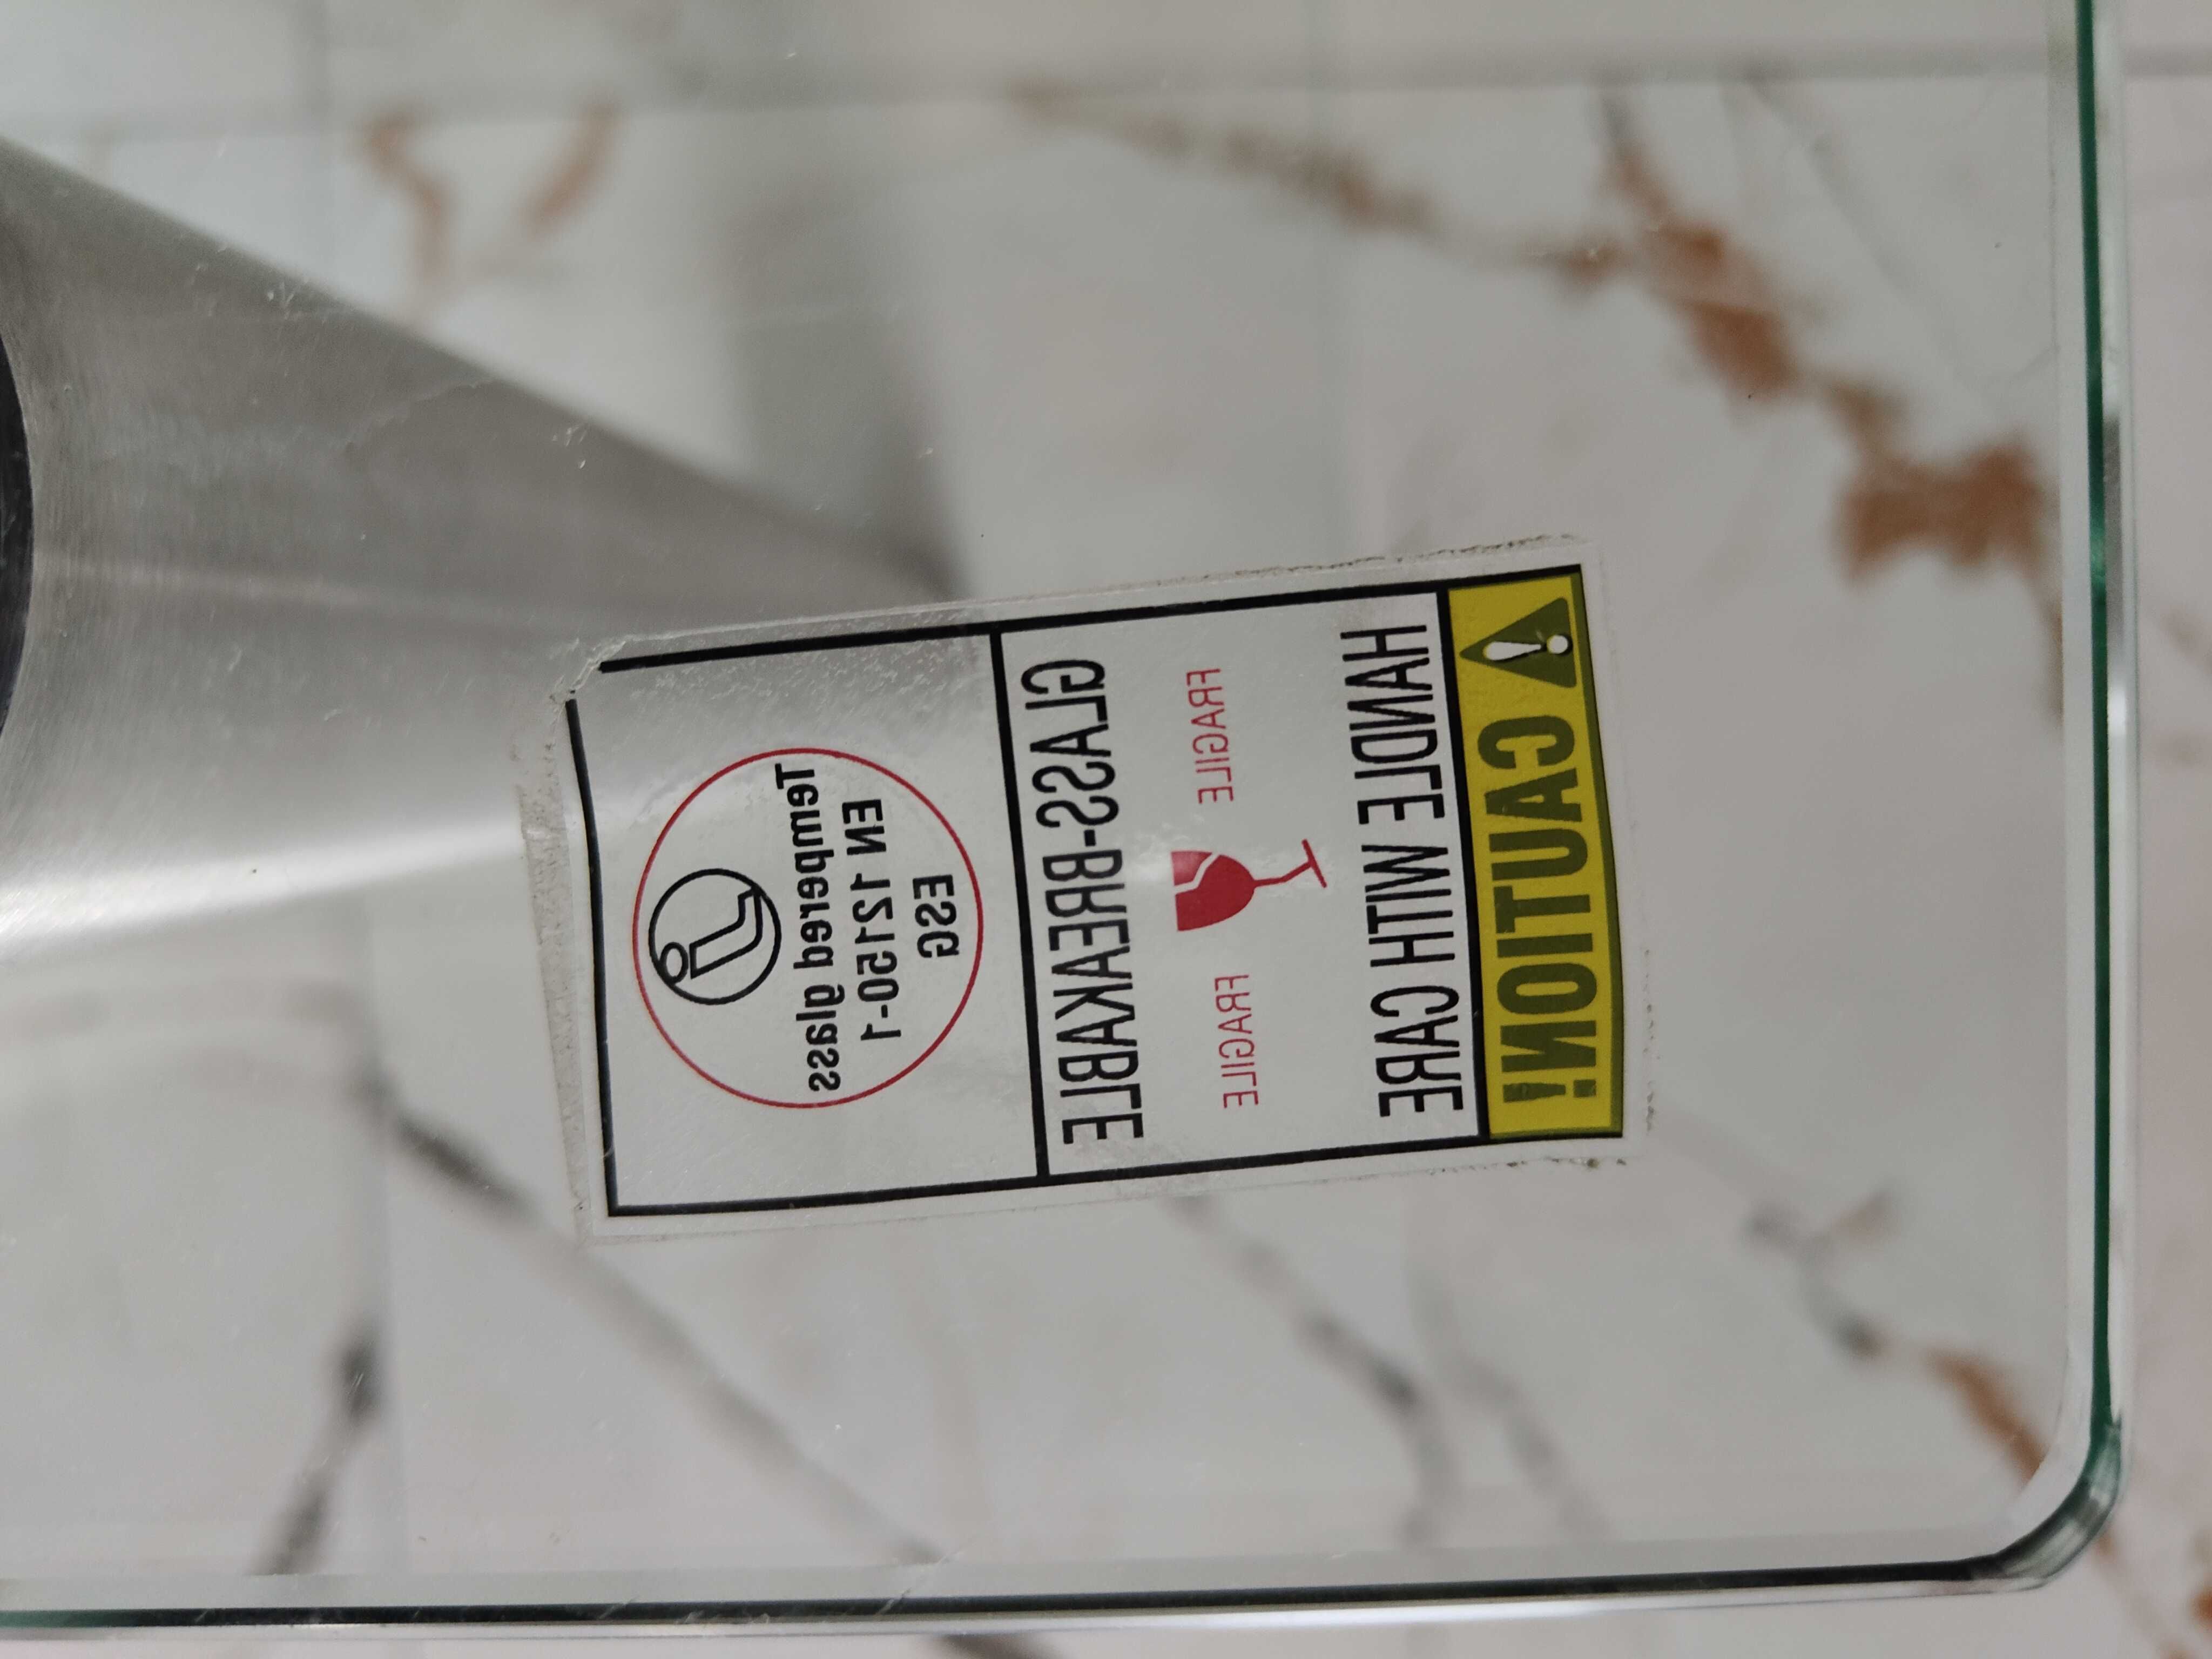 CAUTION!
HANDLE WITH CARE
FRAGILE FRAGILE
GLASS-BREAKABLE
ESG
EN 12150-1
Tempered glass